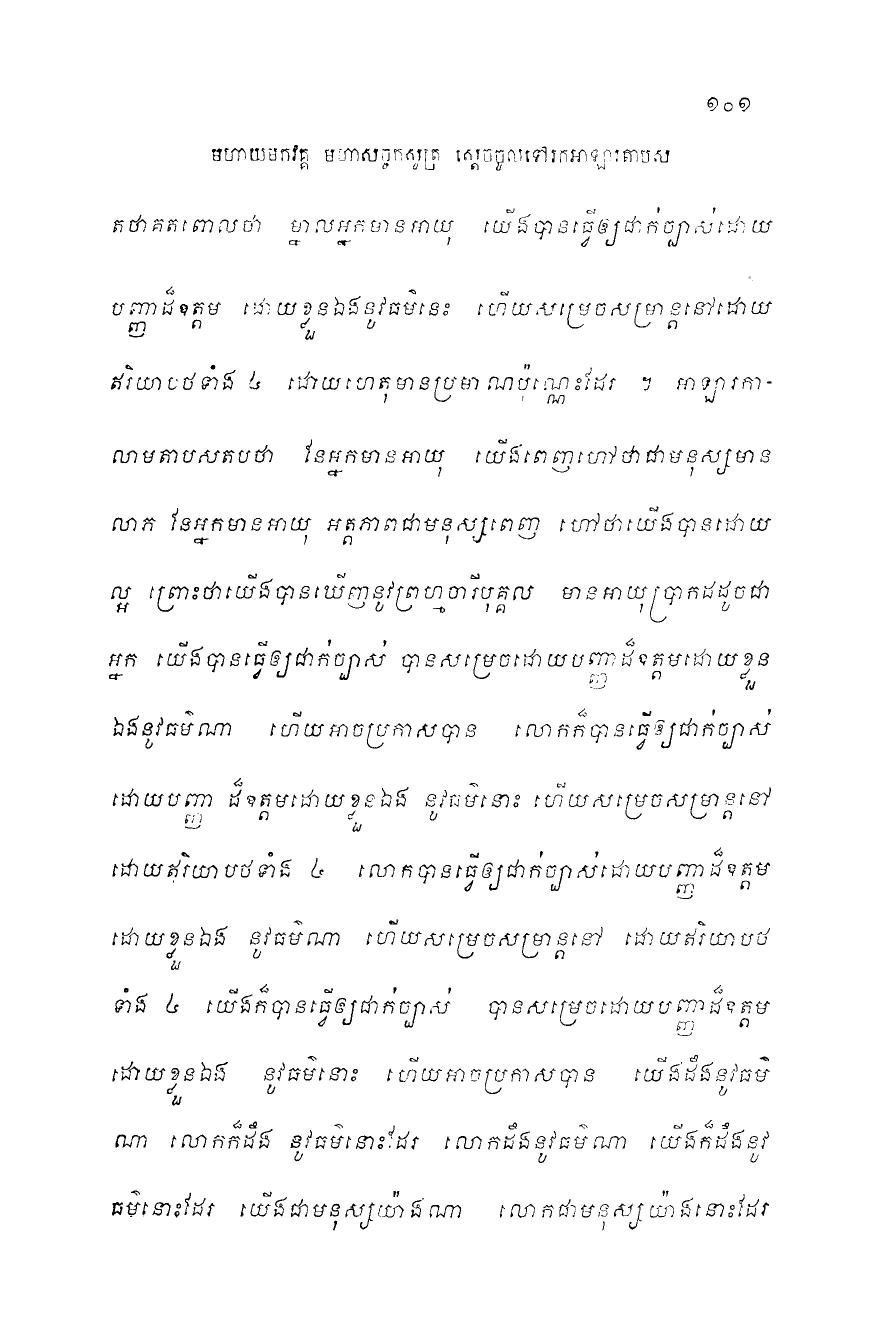 ១០១
មហាយមកវគ្គ មហាសច្ចកសូត្រ ស្តេចចូលទៅរកអាឡារតាបស
តថាគតពោលថា ម្នាលអ្នកមានអាយុ យើងបានធ្វើឲ្យជាក់ច្បាស់ដោយ
បញ្ញាដ៏ឧត្តម ដោយខ្លួនឯងនូវធម៌នេះ ហើយសម្រេចសម្រាន្តនៅដោយ
ឥរិយាបថទាំង ៤ ដោយហេតុមានប្រមាណប៉ុណ្ណេះដែរ ។ អាឡារកា-
លាមតាបសតបថា នែអ្នកមានអាយុ យើងពេញហៅថាជាមនុស្សមាន
លាភ នែអ្នកមានអាយុ អត្តភាពជាមនុស្សពេញ ហៅថាយើងបានដោយ
ល្អ ព្រោះថាយើងបានឃើញនូវព្រហ្មចារីបុគ្គល មានអាយុប្រាកដដូចជា
អ្នក យើងបានធ្វើឲ្យជាក់ច្បាស់ បានសម្រេចដោយបញ្ញាដ៏ឧត្តមដោយខ្លួន
ឯងនូវធម៌ណា ហើយអាចប្រកាសបាន លោកក៏បានធ្វើឲ្យជាក់ច្បាស់
ដោយបញ្ញា ដ៏ឧត្តមដោយខ្លួនឯង នូវធម៌នោះ ហើយសម្រេចសម្រាន្តនៅ
ដោយឥរិយាបថទាំង ៤ លោកបានធ្វើឲ្យជាក់ច្បាស់ដោយបញ្ញាដ៏ឧត្តម
ដោយខ្លួនឯង នូវធម៌ណា ហើយសម្រេចសម្រាន្តនៅ ដោយឥរិយាបថ
ទាំង ៤ យើងក៏បានធ្វើឲ្យជាក់ច្បាស់ បានសម្រេចដោយបញ្ញាដ៏ឧត្តម
ដោយខ្លួនឯង នូវធម៌នោះ ហើយអាចប្រកាសបាន យើងដឹងនូវធម៌
ណា លោកក៏ដឹង នូវធម៌នោះដែរ លោកដឹងនូវធម៌ណា យើងក៏ដឹងនូវ
ធម៌នោះដែរ យើងជាមនុស្សយ៉ាងណា លោកជាមនុស្សយ៉ាងនោះដែរ